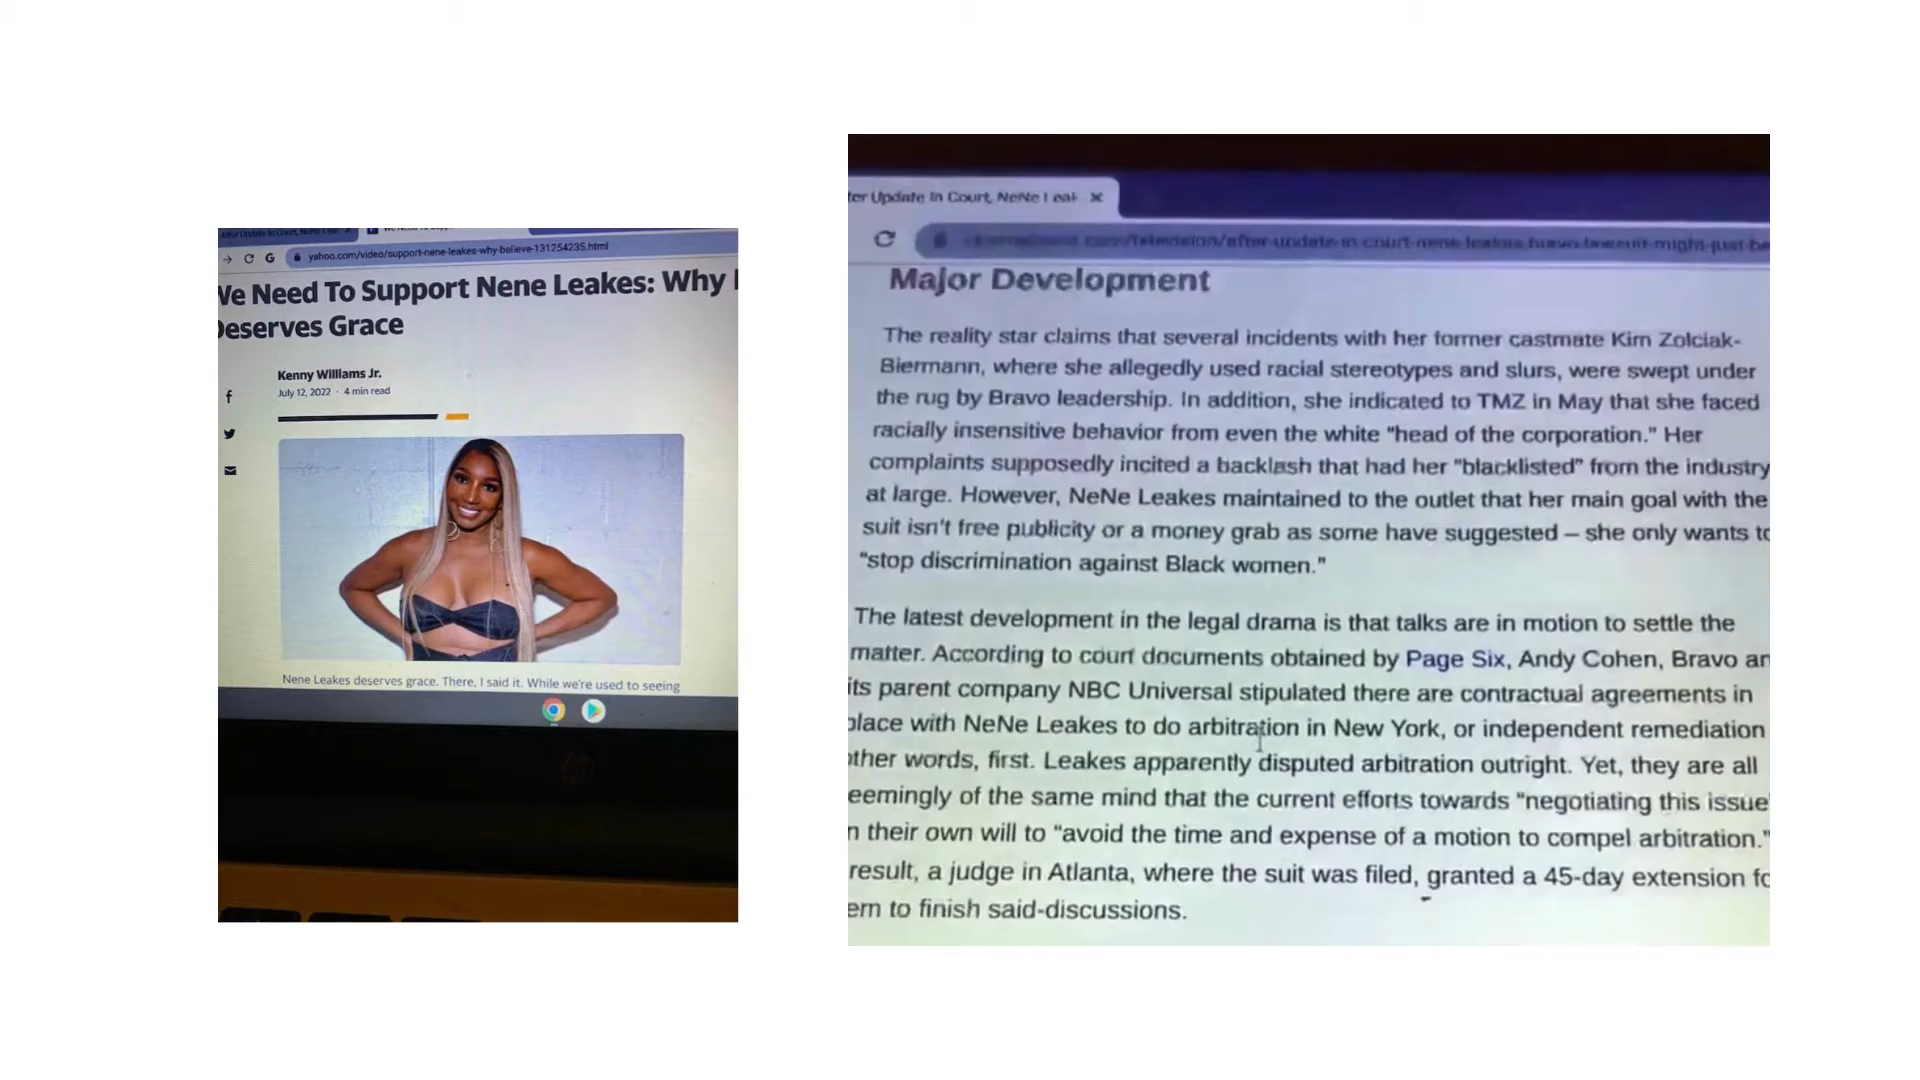 yahoo.com/video/support-nene-leakes-why-believe-131254235.html
We Need To Support Nene Leakes: Why
Deserves Grace
Kenny Williams Jr.
July 12, 2022 · 4 min read
Nene Leakes deserves grace. There, I said it. While we're used to seeing
ter Update In Court, NeNe Leak
/television/after-update-in-court-nene-leakes-bravo-lawsuit-might-just-be
Major Development
The reality star claims that several incidents with her former castmate Kim Zolciak-
Biermann, where she allegedly used racial stereotypes and slurs, were swept under
the rug by Bravo leadership. In addition, she indicated to TMZ in May that she faced
racially insensitive behavior from even the white "head of the corporation." Her
complaints supposedly incited a backlash that had her "blacklisted" from the industry
at large. However, NeNe Leakes maintained to the outlet that her main goal with the
suit isn't free publicity or a money grab as some have suggested – she only wants to
"stop discrimination against Black women."
The latest development in the legal drama is that talks are in motion to settle the
matter. According to court documents obtained by Page Six, Andy Cohen, Bravo an
its parent company NBC Universal stipulated there are contractual agreements in
place with NeNe Leakes to do arbitration in New York, or independent remediation
other words, first. Leakes apparently disputed arbitration outright. Yet, they are all
eemingly of the same mind that the current efforts towards "negotiating this issue"
n their own will to "avoid the time and expense of a motion to compel arbitration."
result, a judge in Atlanta, where the suit was filed, granted a 45-day extension fo
em to finish said-discussions.